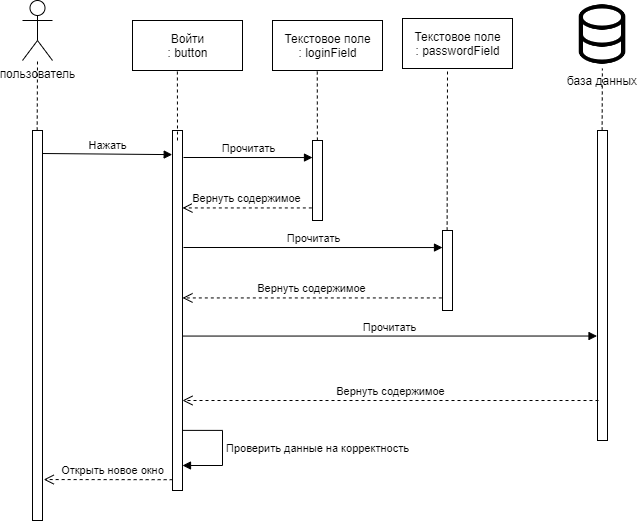 пользователь
Войти
: button
Текстовое поле
: loginField
Текстовое поле
: passwordField
база данных
Нажать
Прочитать
Вернуть содержимое
Прочитать
Вернуть содержимое
Прочитать
Вернуть содержимое
Проверить данные на корректность
Открыть новое окно